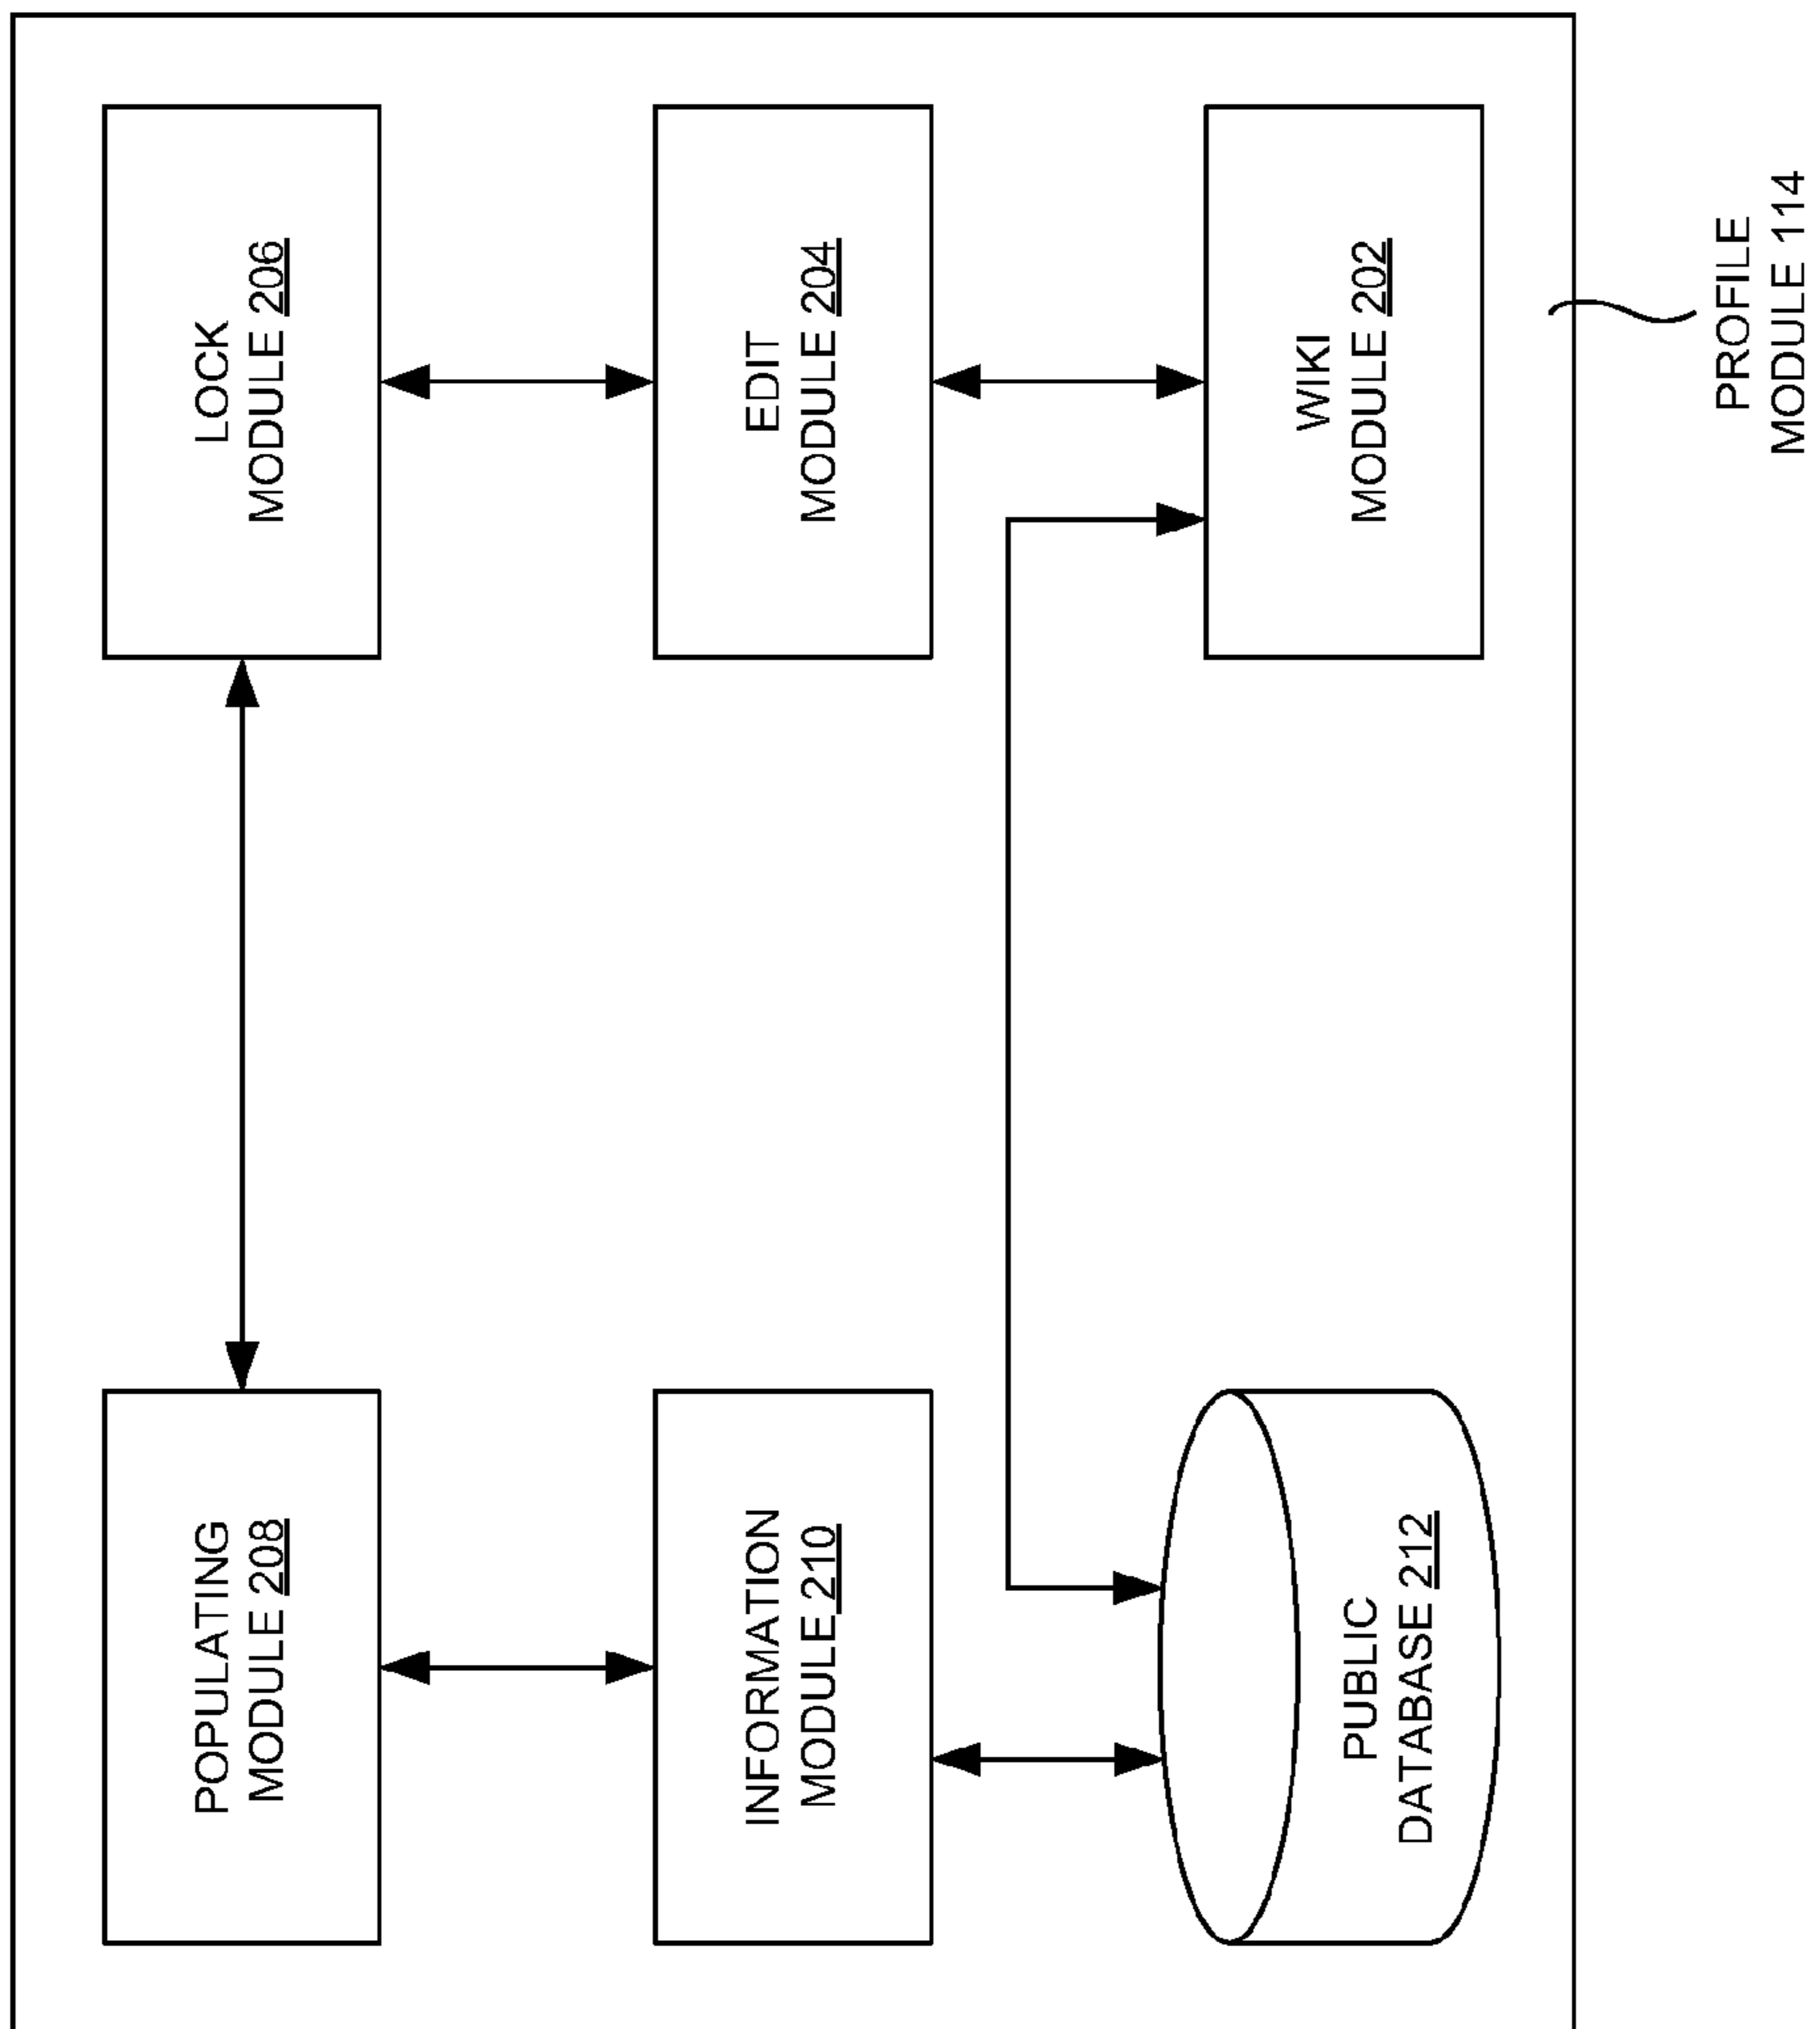 POPULATING
MODULE 208
LOCK
MODULE 206
INFORMATION
MODULE 210
EDIT
MODULE 204
PUBLIC
DATABASE 212
WIKI
MODULE 202
PROFILE
MODULE 114